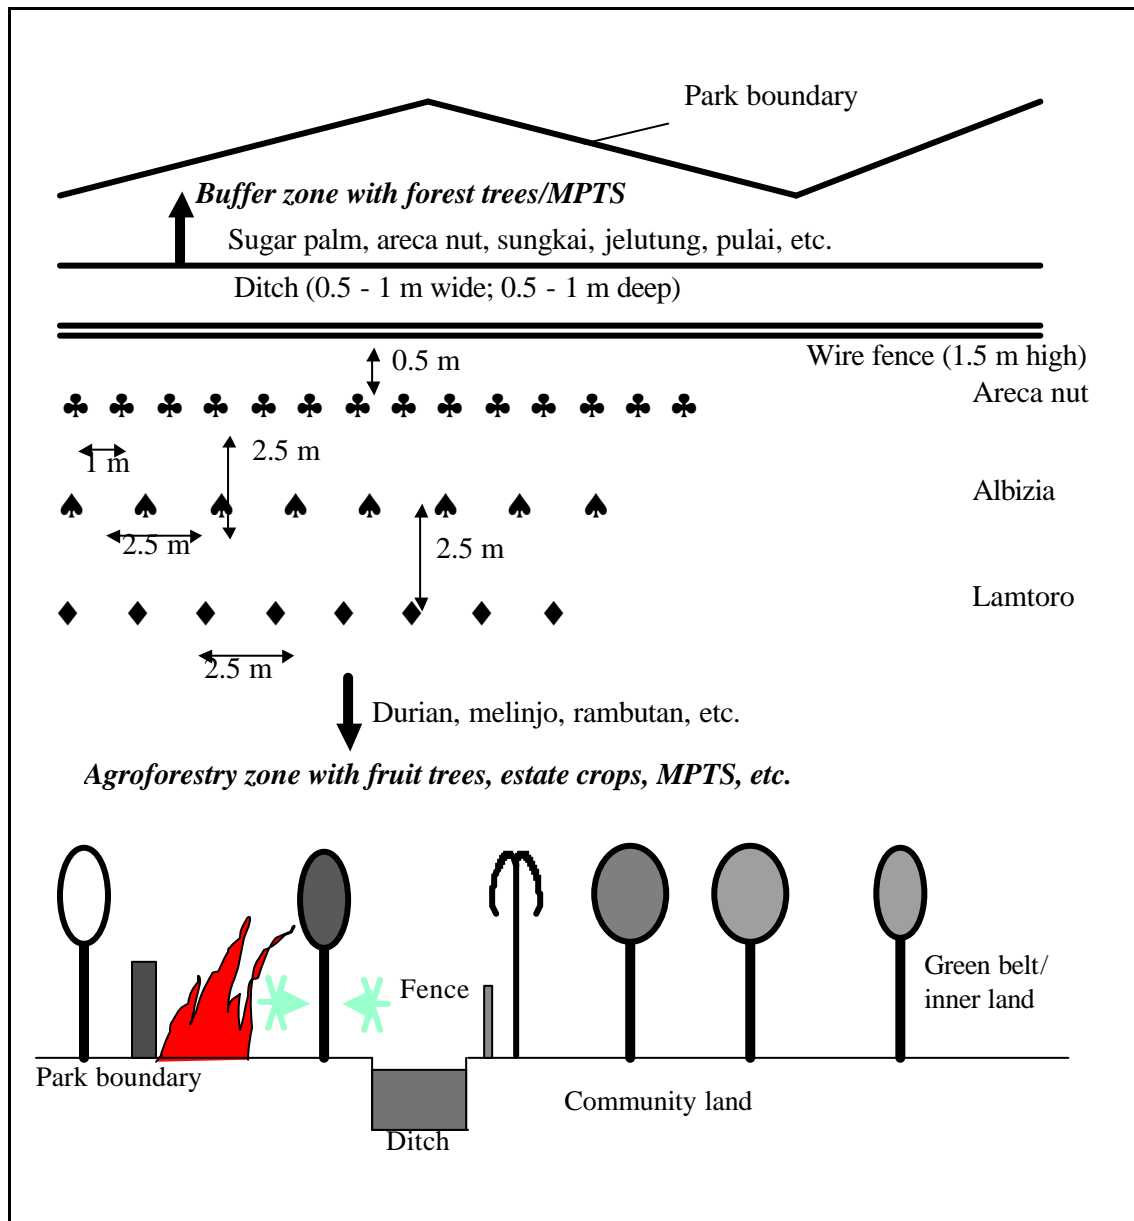 Park boundary
Buffer zone with forest trees/MPTS
Sugar palm, areca nut, sungkai, jelutung, pulai, etc.
Ditch (0.5 - 1 m wide; 0.5 - 1 m deep)
Wire fence (1.5 m high)
0.5 m
Areca nut
1 m
2.5 m
Albizia
2.5 m
2.5 m
Lamtoro
2.5 m
Durian, melinjo, rambutan, etc.
Agroforestry zone with fruit trees, estate crops, MPTS, etc.
Fence
Green belt/
inner land
Park boundary
Community land
Ditch